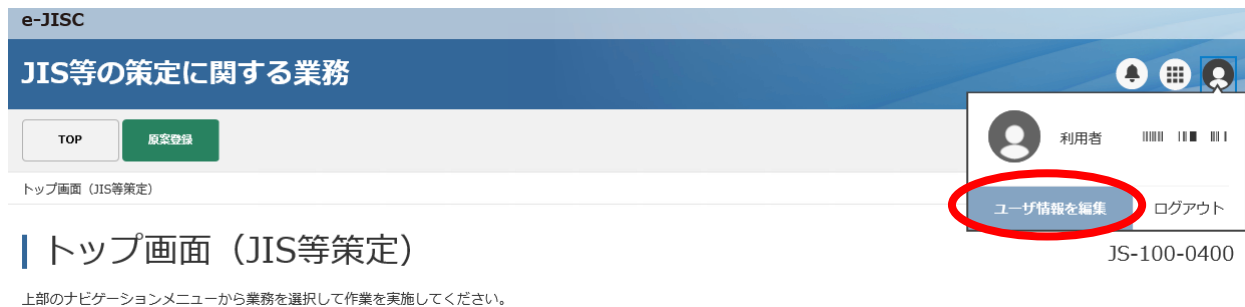 e-JISC
JIS等の策定に関する業務
TOP
原案登録
利用者
トップ画面（JIS等策定）
ユーザ情報を編集
ログアウト
トップ画面（JIS等策定）
JS-100-0400
上部のナビゲーションメニューから業務を選択して作業を実施してください。